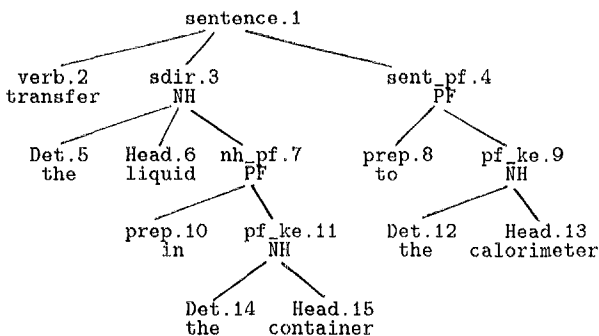 sentence.1
verb.2 sdir.3 sent_pf.4
transfer NH PF
Det.5 Head.6 nh_pf.7 prep.8 pf_ke.9
the liquid PF to NH
prep.10 pf_ke.11 Det.12 Head.13
in NH the calorimeter
Det.14 Head.15
the container